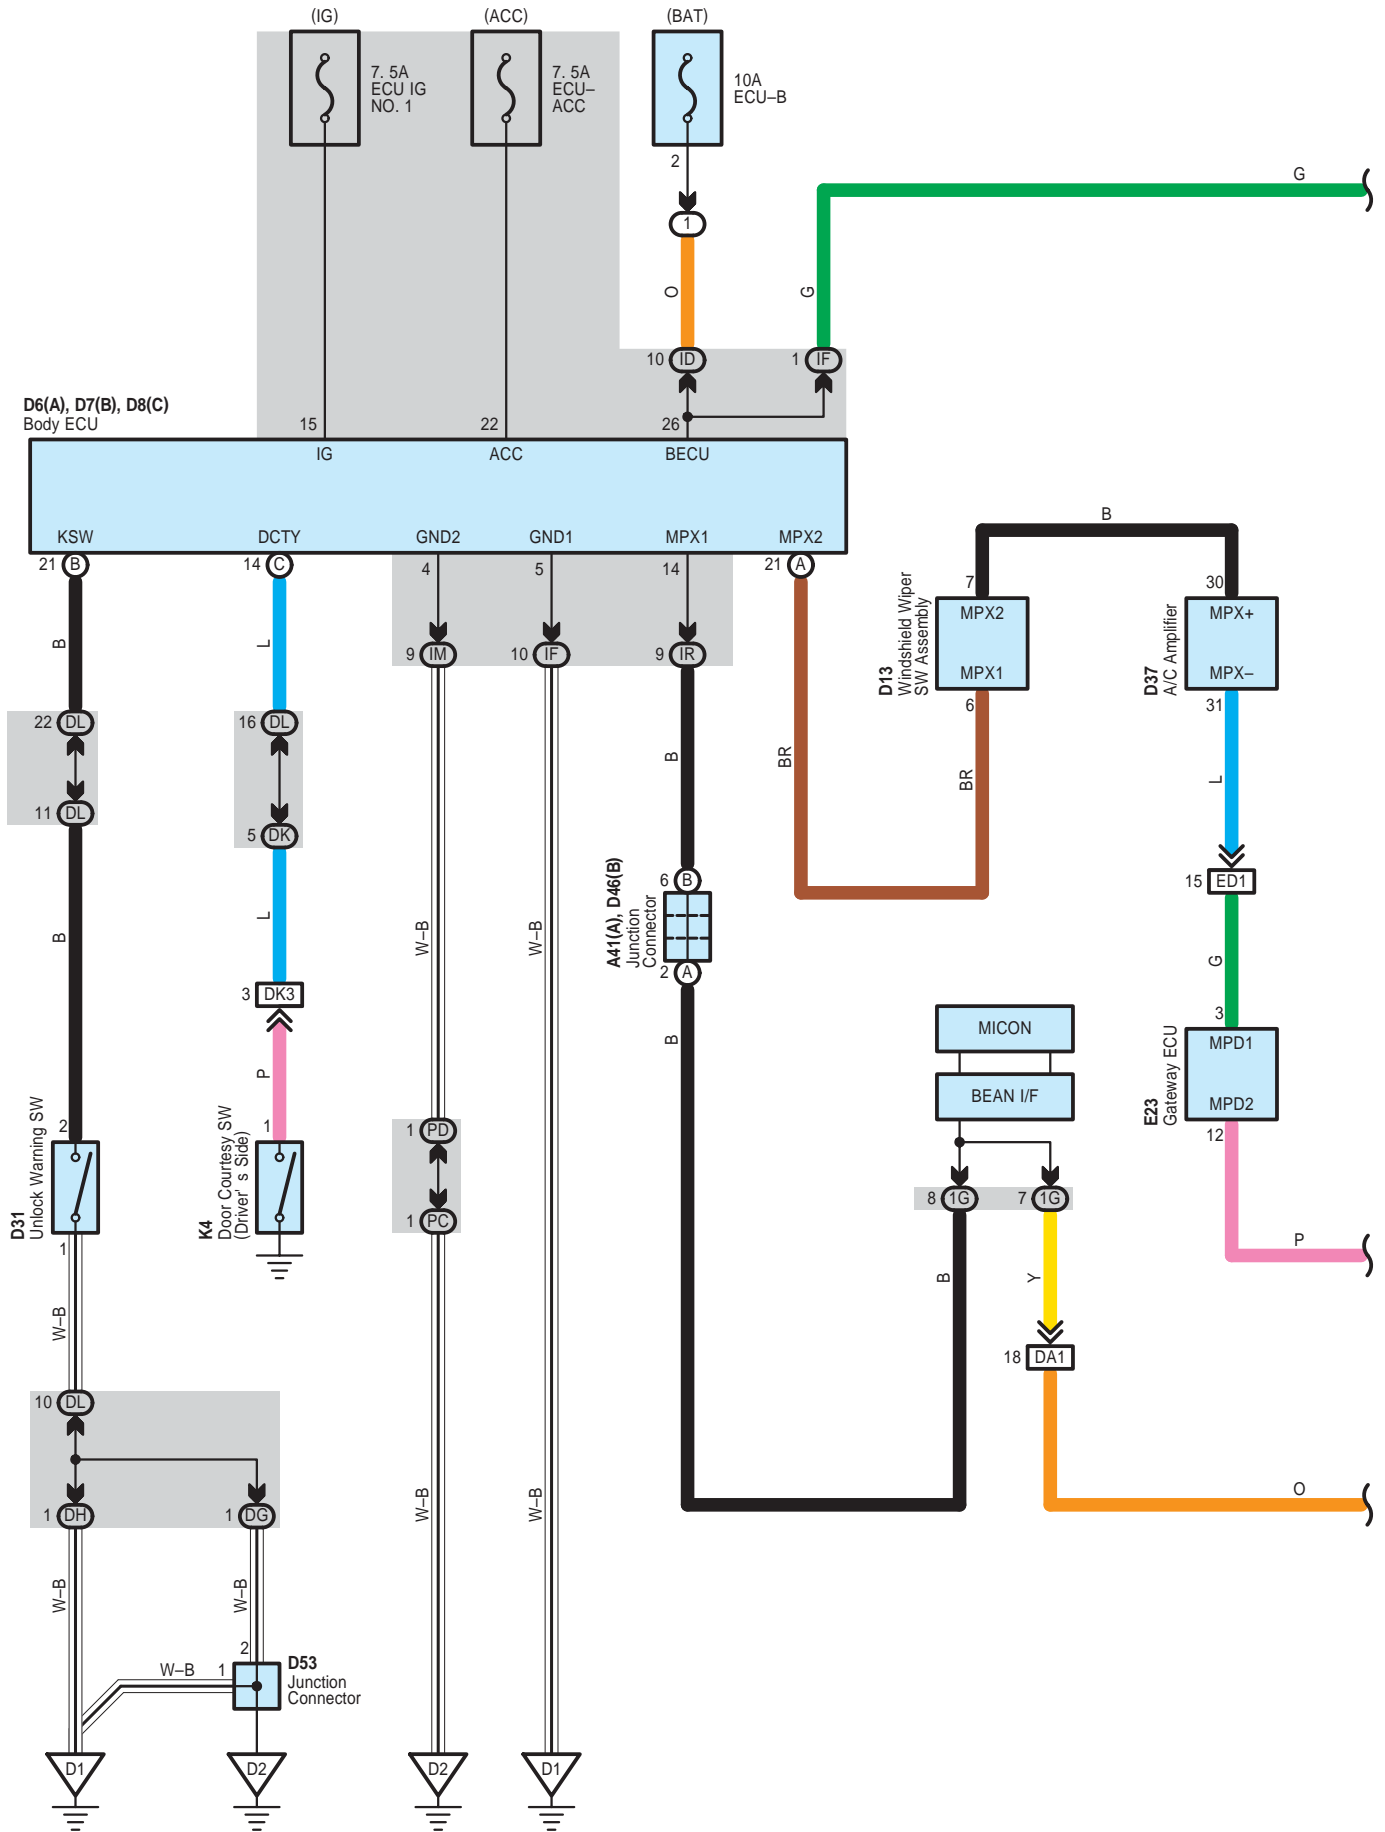 (IG)
(ACC)
(BAT)
7. 5A
ECU IG
NO. 1
7. 5A
ECU–
ACC
10A
ECU–B
2
1
G
O
G
10 ID
1 IF
D6(A), D7(B), D8(C)
Body ECU
15
22
26
IG
ACC
BECU
KSW
DCTY
GND2
GND1
MPX1
MPX2
21 B
14 C
4
5
14
21 A
B
L
9 IM
10 IF
9 IR
22 DL
11 DL
16 DL
5 DK
B
BR
BR
B
7
MPX2
MPX1
6
D13
Windshield Wiper
SW Assembly
30
MPX+
MPX–
31
D37
A/C Amplifier
L
15 ED1
G
3
MPD1
MPD2
12
E23
Gateway ECU
P
B
L
W–B
W–B
6 B
A41(A), D46(B)
Junction
Connector
2 A
B
3 DK3
P
MICON
BEAN I/F
8 1G
7 1G
B
Y
18 DA1
O
2
D31
Unlock Warning SW
1
1
K4
Door Courtesy SW
(Driver' s Side)
1 PD
1 PC
W–B
10 DL
1 DH
1 DG
W–B
W–B
W–B
W–B
W–B
1
2
D53
Junction
Connector
D1
D2
D2
D1